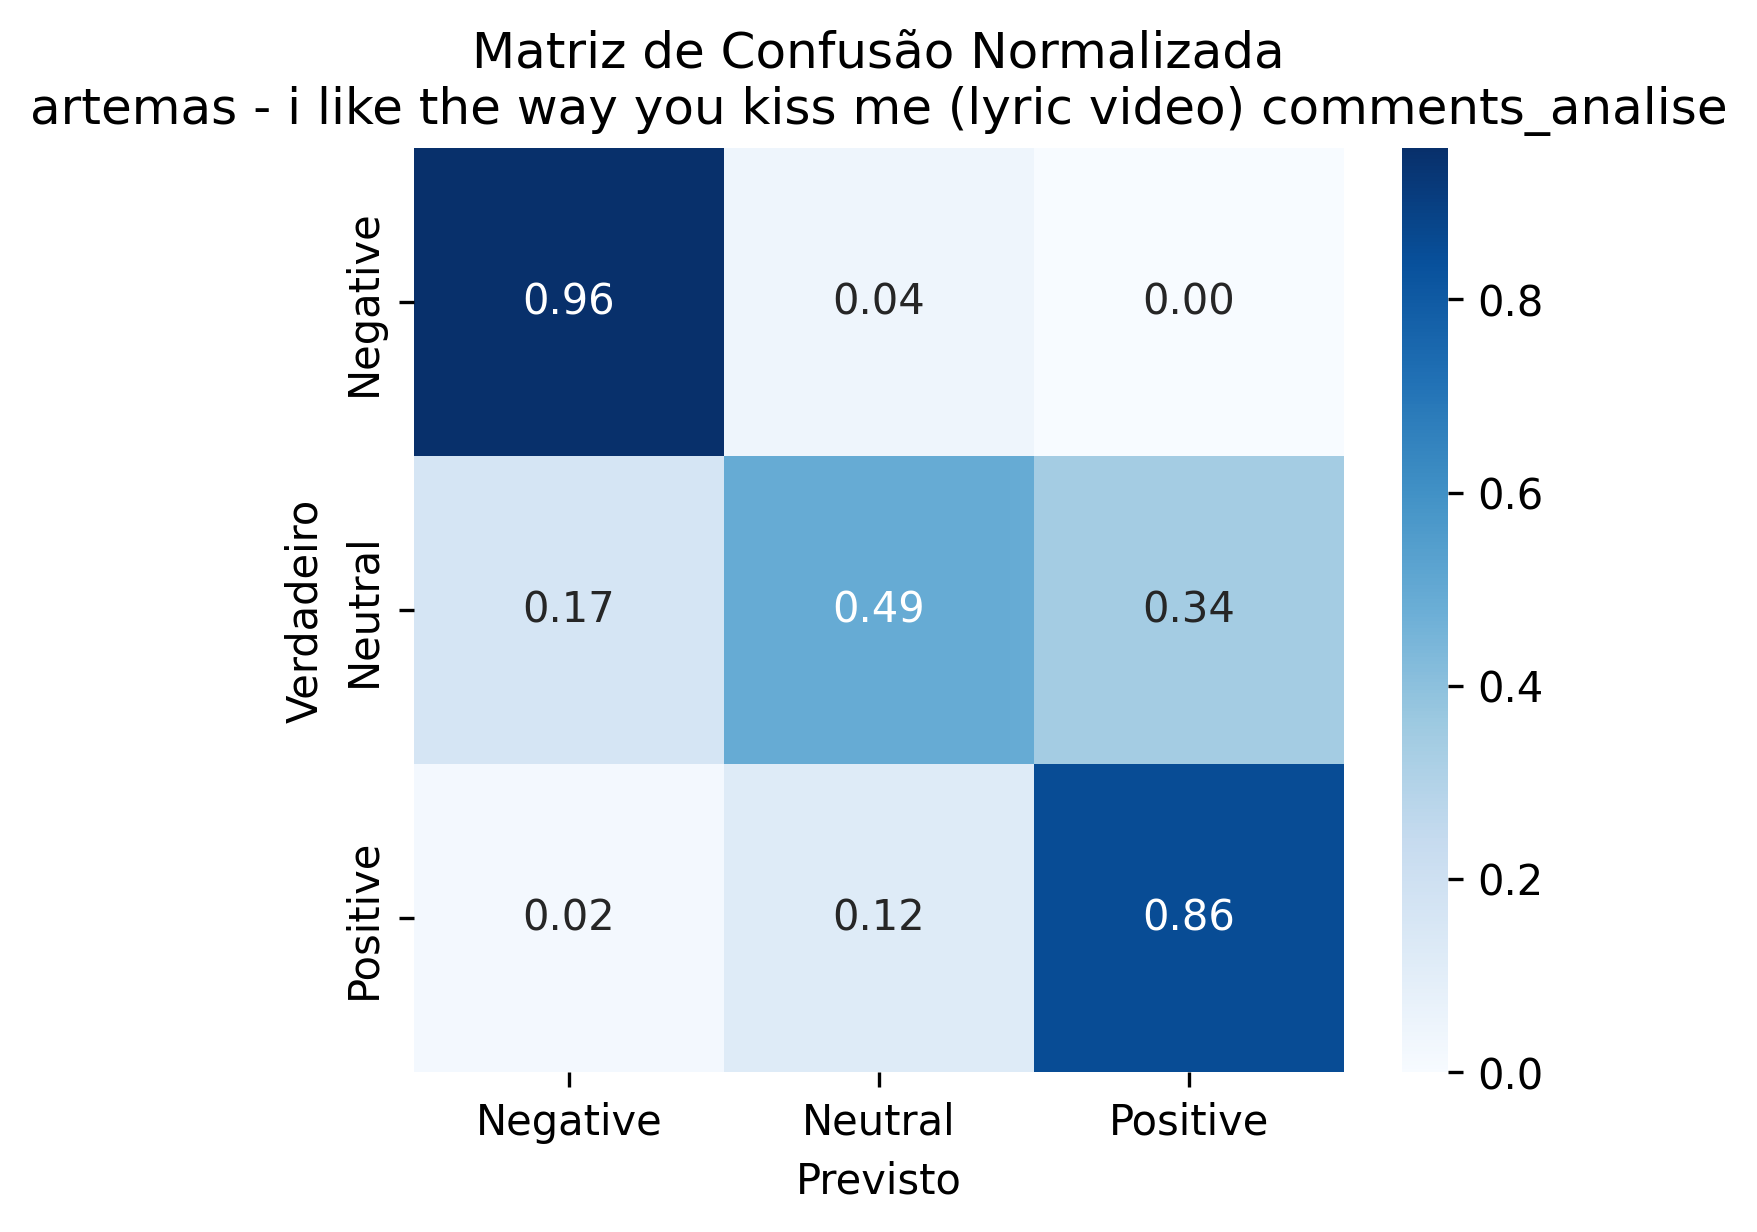 Matriz de Confusão Normalizada
artemas - i like the way you kiss me (lyric video) comments_analise
Verdadeiro
Negative
0.96 0.04 0.00
Neutral
0.17 0.49 0.34
Positive
0.02 0.12 0.86
Negative Neutral Positive
Previsto
0.8
0.6
0.4
0.2
0.0